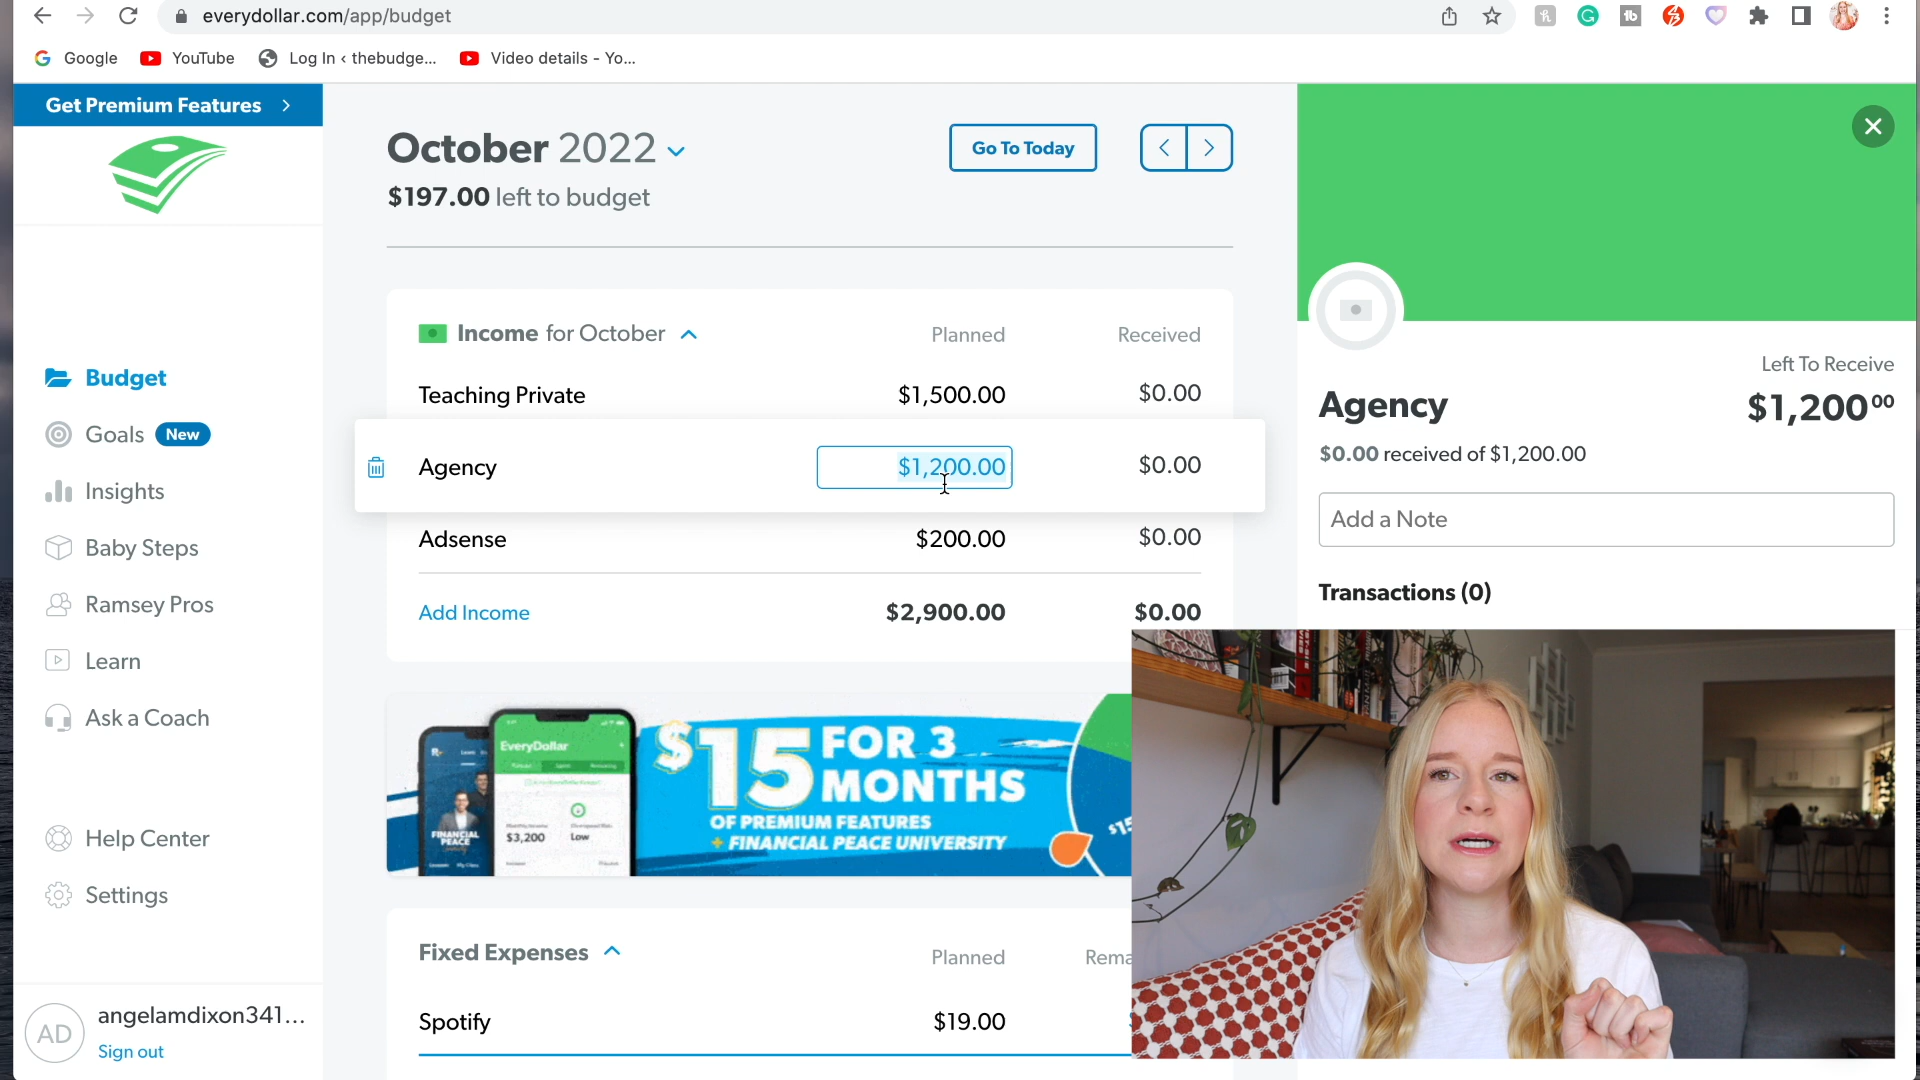 everydollar.com/app/budget
Google
YouTube
Log In ‹ thebudge...
Video details - Yo...
Get Premium Features
October 2022
Go To Today
$197.00 left to budget
Budget
Goals New
Insights
Baby Steps
Ramsey Pros
Learn
Ask a Coach
Help Center
Settings
AD
angelamdixon341...
Sign out
Income for October Planned Received
Teaching Private $1,500.00 $0.00
Agency $1,200.00 $0.00
Adsense $200.00 $0.00
Add Income $2,900.00 $0.00
EveryDollar
$3,200
Low
FINANCIAL
PEACE
$15 FOR 3
MONTHS
OF PREMIUM FEATURES
+ FINANCIAL PEACE UNIVERSITY
Fixed Expenses Planned Rema
Spotify $19.00
Left To Receive
Agency $1,200⁰⁰
$0.00 received of $1,200.00
Add a Note
Transactions (0)